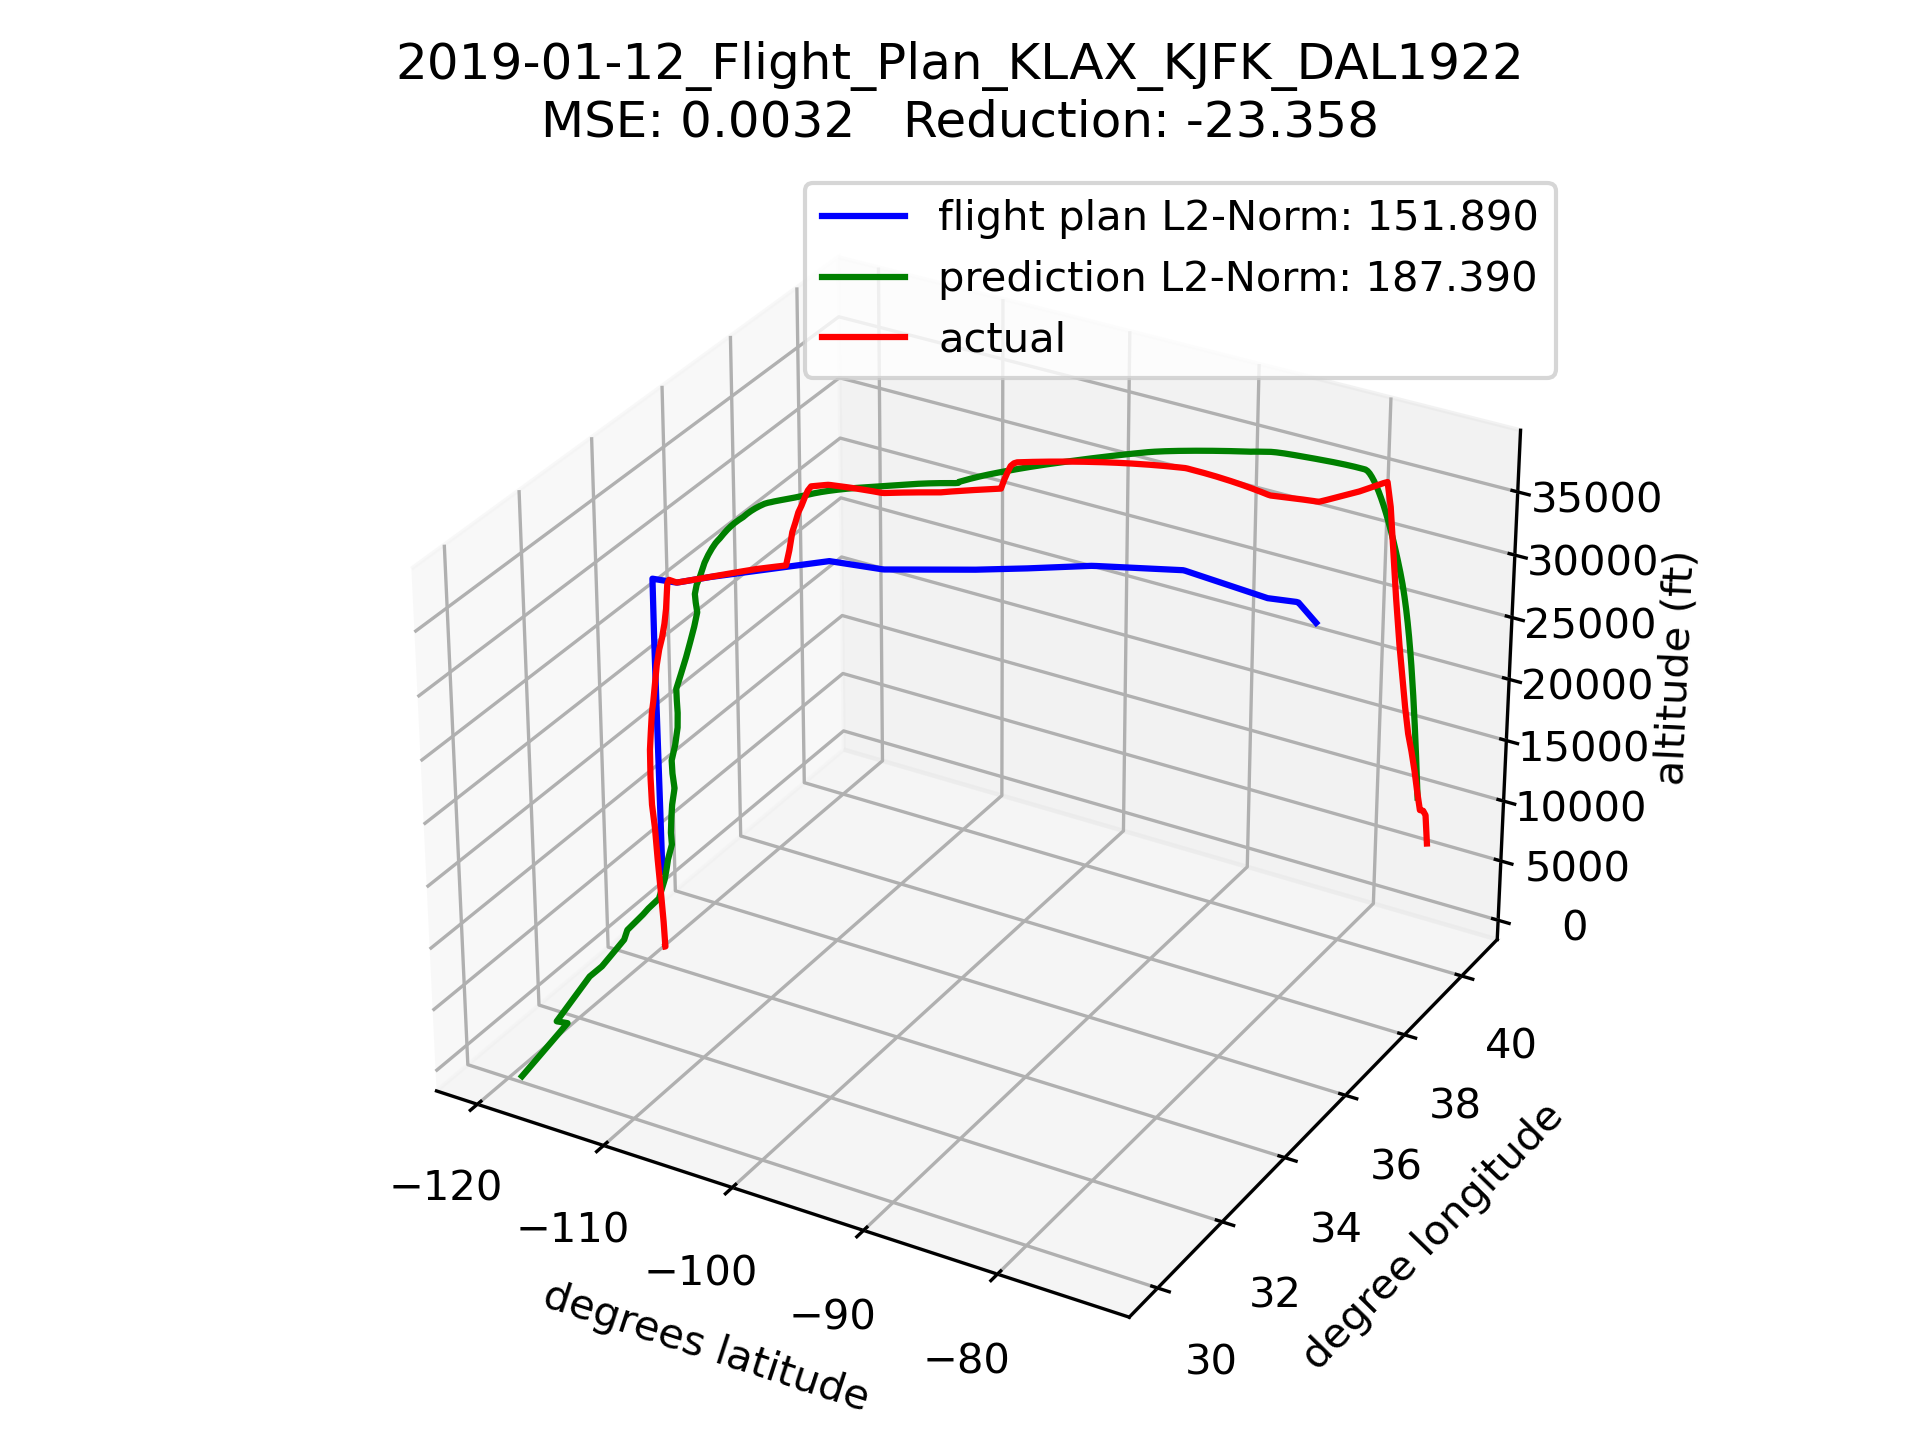 2019-01-12_Flight_Plan_KLAX_KJFK_DAL1922
MSE: 0.0032   Reduction: -23.358
flight plan L2-Norm: 151.890
prediction L2-Norm: 187.390
actual
35000
30000
25000
20000
15000
10000
5000
0
altitude (ft)
40
38
36
34
32
30
degree longitude
−120
−110
−100
−90
−80
degrees latitude